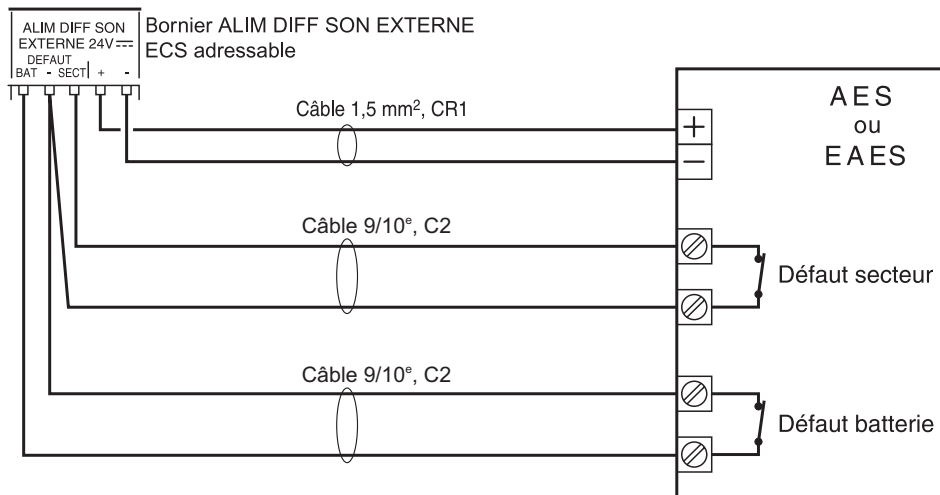 ALIM DIFF SON
EXTERNE 24V
DEFAUT
BAT - SECT + -
Bornier ALIM DIFF SON EXTERNE
ECS adressable
AES
ou
EAES
Câble 1,5 mm², CR1
+
−
Câble 9/10ᵉ, C2
Défaut secteur
Câble 9/10ᵉ, C2
Défaut batterie